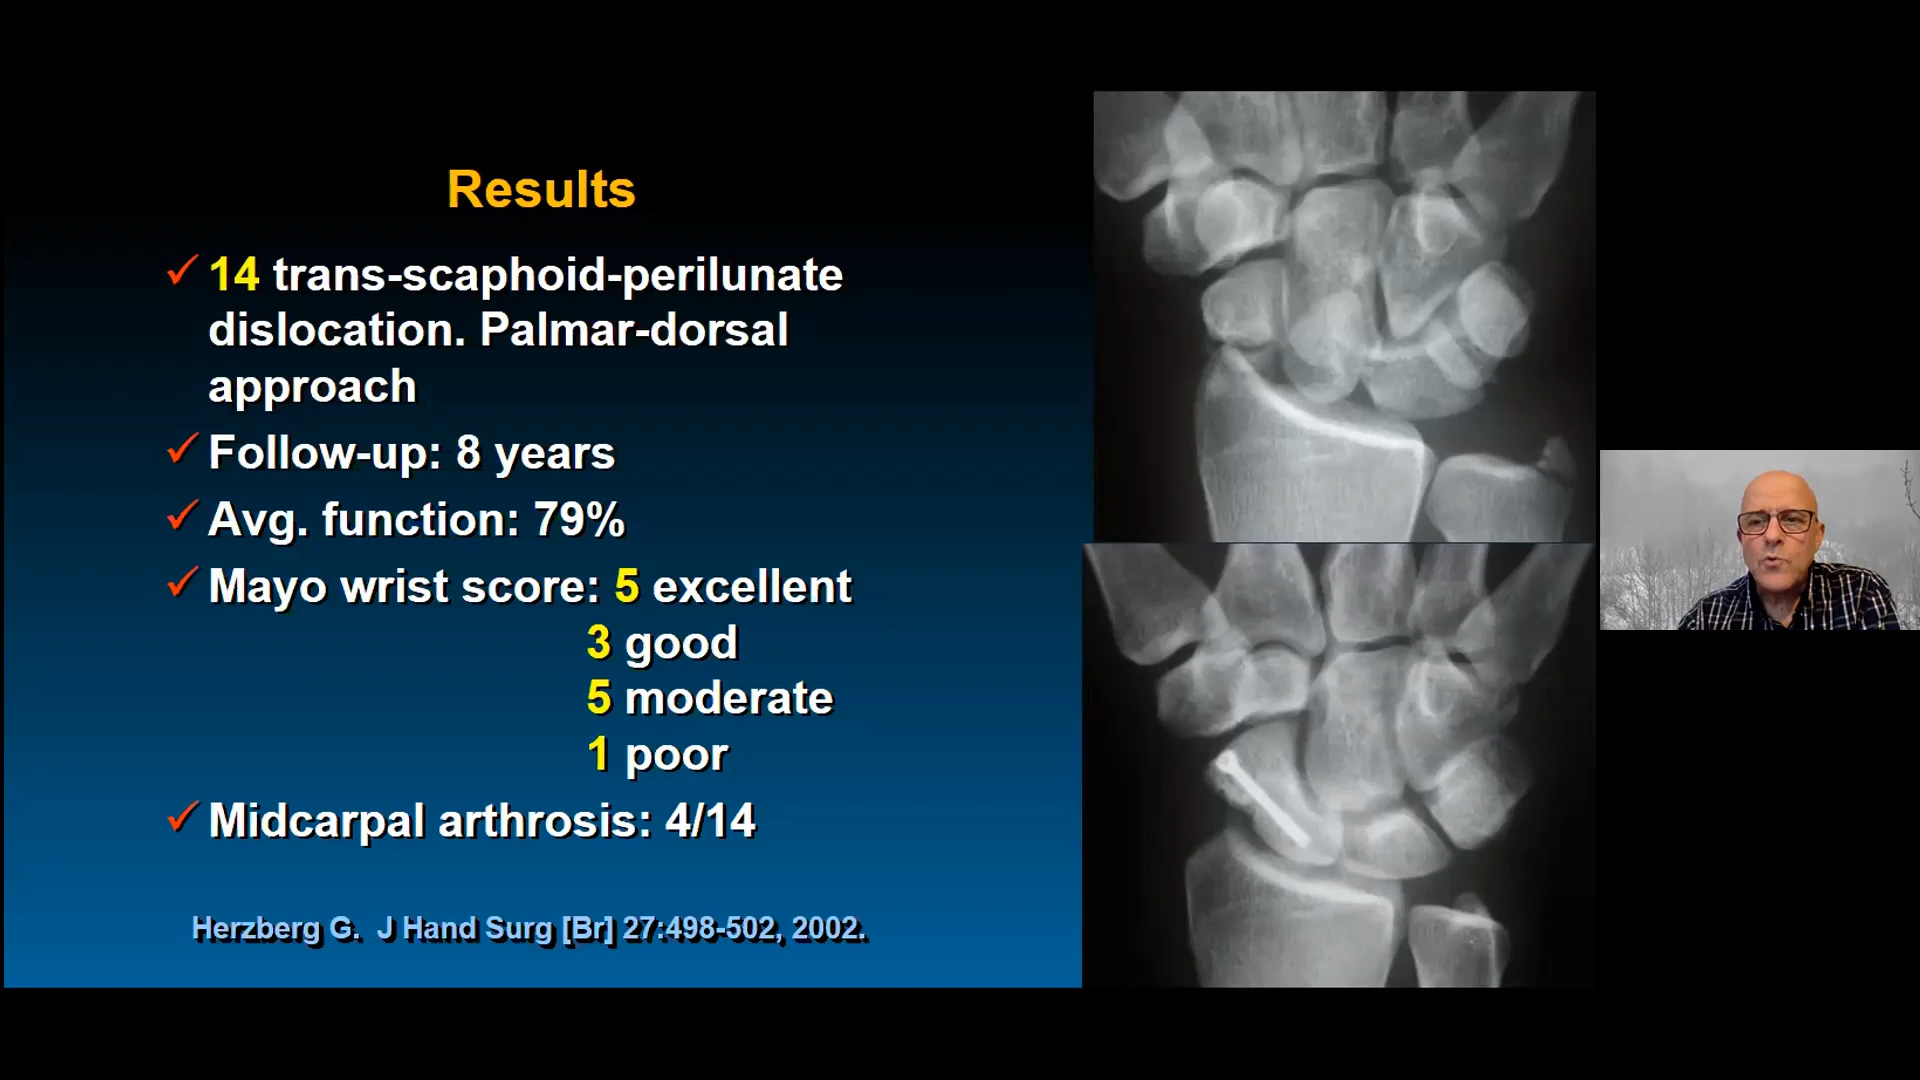 Results
✓ 14 trans-scaphoid-perilunate
dislocation. Palmar-dorsal
approach
✓ Follow-up: 8 years
✓ Avg. function: 79%
✓ Mayo wrist score: 5 excellent
3 good
5 moderate
1 poor
✓ Midcarpal arthrosis: 4/14
Herzberg G. J Hand Surg [Br] 27:498-502, 2002.